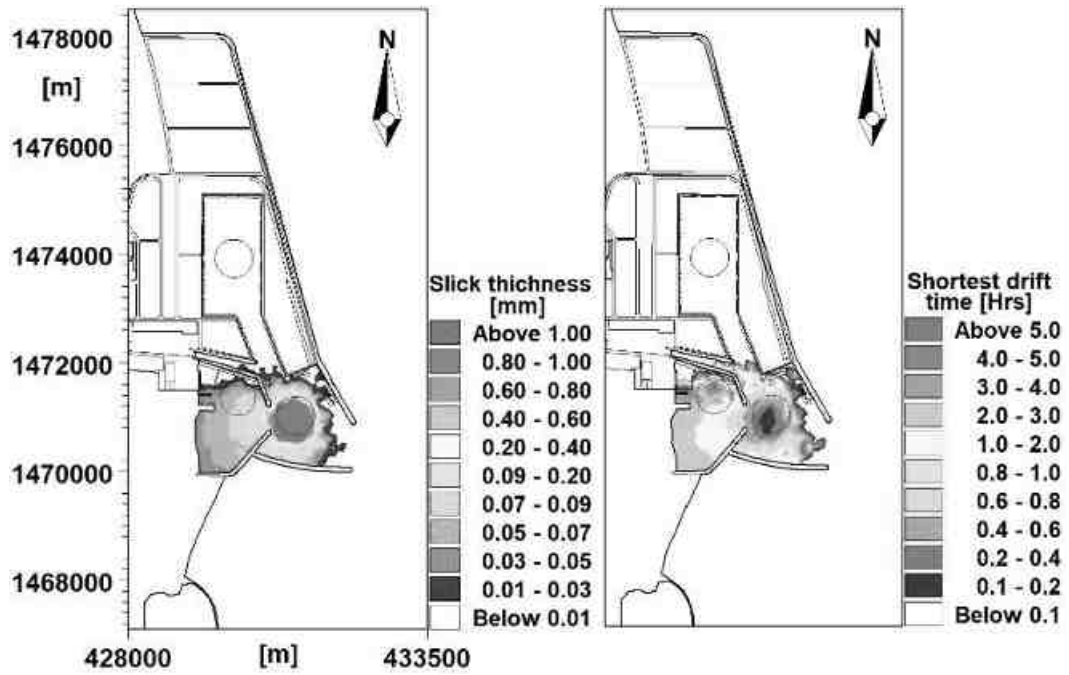 1478000
[m]
1476000
1474000
1472000
1470000
1468000
428000
[m]
433500
N
Slick thichness
[mm]
Above 1.00
0.80 - 1.00
0.60 - 0.80
0.40 - 0.60
0.20 - 0.40
0.09 - 0.20
0.07 - 0.09
0.05 - 0.07
0.03 - 0.05
0.01 - 0.03
Below 0.01
N
Shortest drift
time [Hrs]
Above 5.0
4.0 - 5.0
3.0 - 4.0
2.0 - 3.0
1.0 - 2.0
0.8 - 1.0
0.6 - 0.8
0.4 - 0.6
0.2 - 0.4
0.1 - 0.2
Below 0.1